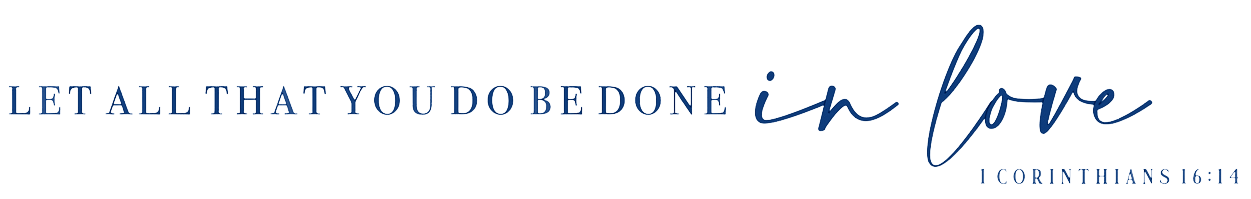 LET ALL THAT YOU DO BE DONE in love
1 CORINTHIANS 16:14